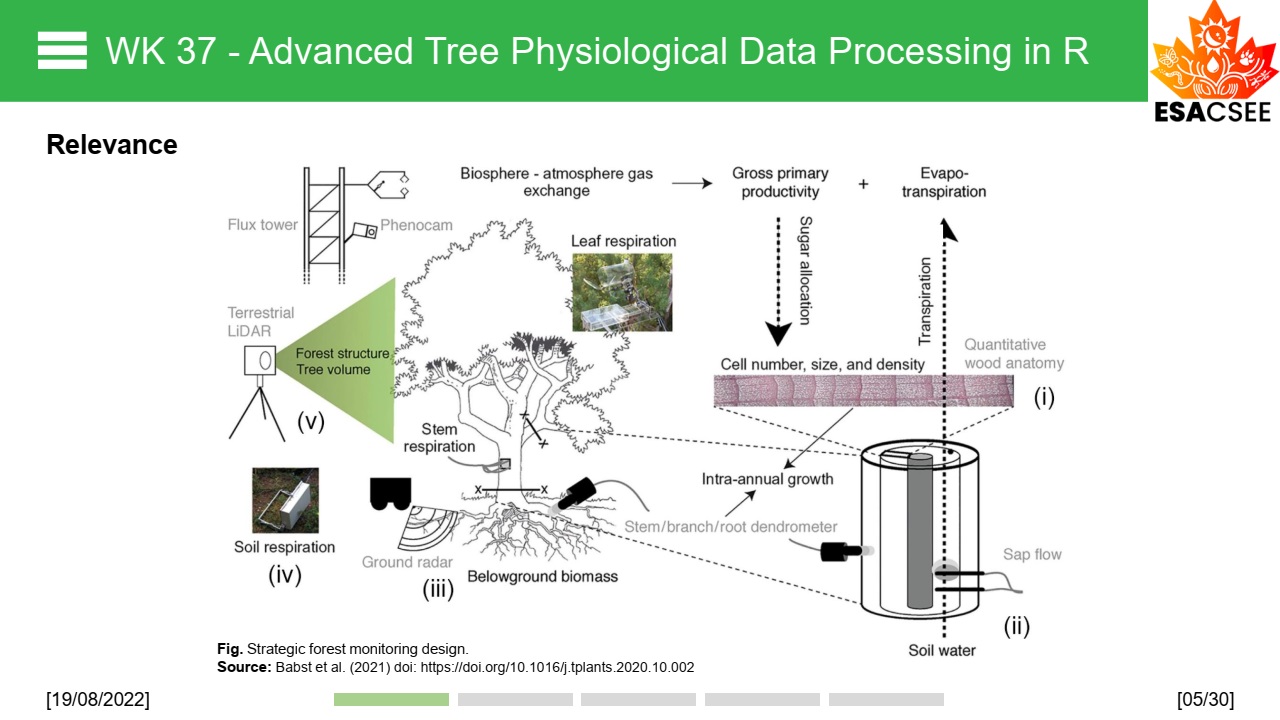 WK 37 - Advanced Tree Physiological Data Processing in R
ESACSEE
Relevance
Biosphere - atmosphere gas
exchange
Gross primary
productivity
+
Evapo-
transpiration
Flux tower
Phenocam
Leaf respiration
Sugar allocation
Transpiration
Terrestrial
LiDAR
Forest structure
Tree volume
(v)
Cell number, size, and density
Quantitative
wood anatomy
(i)
Stem
respiration
x
x
Intra-annual growth
Stem/branch/root dendrometer
Soil respiration
(iv)
Ground radar
(iii)
Belowground biomass
Sap flow
(ii)
Soil water
Fig. Strategic forest monitoring design.
Source: Babst et al. (2021) doi: https://doi.org/10.1016/j.tplants.2020.10.002
[19/08/2022]
[05/30]